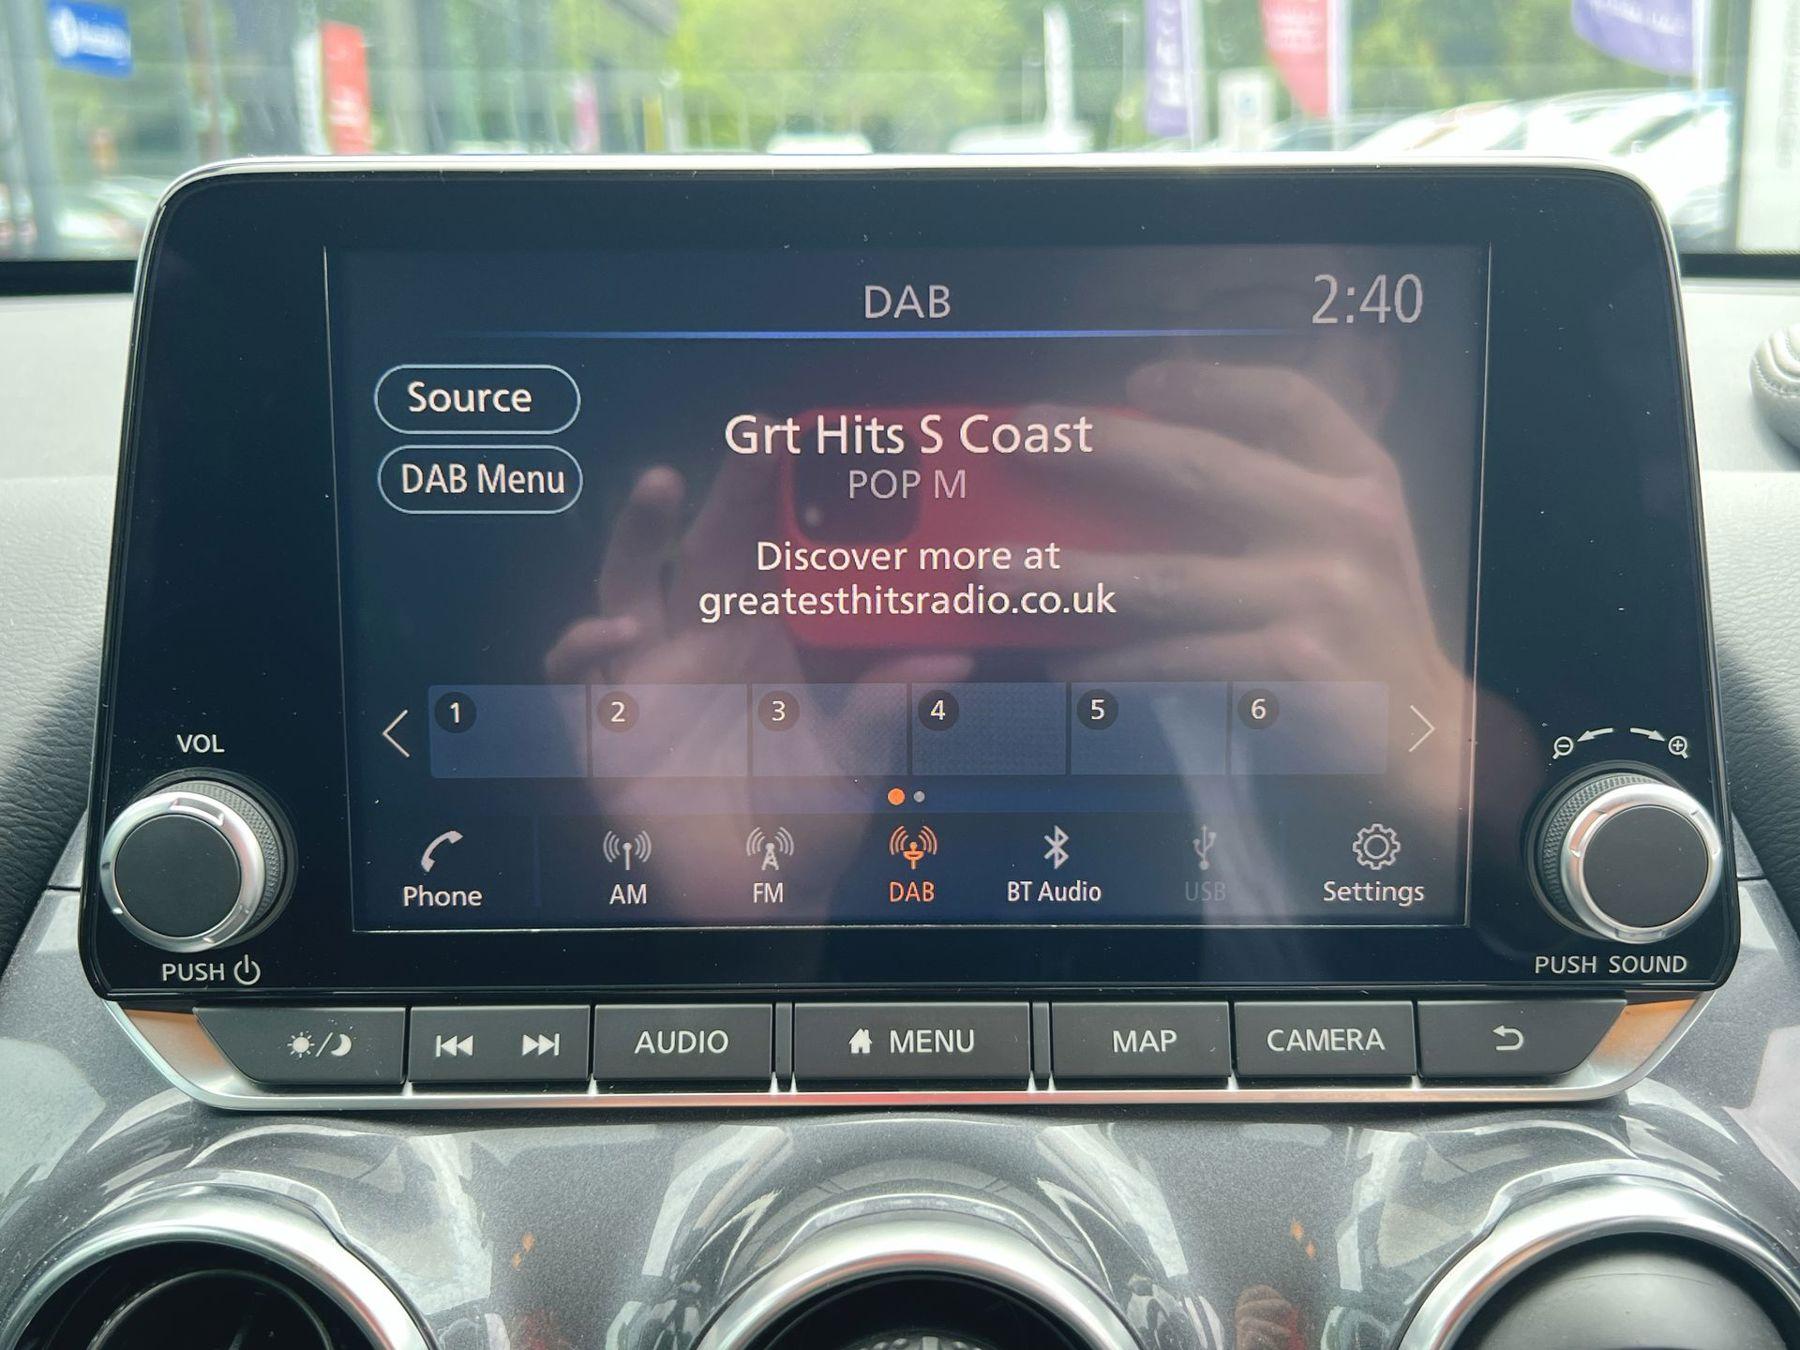 DAB
2:40
Source
DAB Menu
Grt Hits S Coast
POP M
Discover more at
greatesthitsradio.co.uk
1 2 3 4 5 6
Phone AM FM DAB BT Audio USB Settings
VOL
PUSH
PUSH SOUND
AUDIO MENU MAP CAMERA